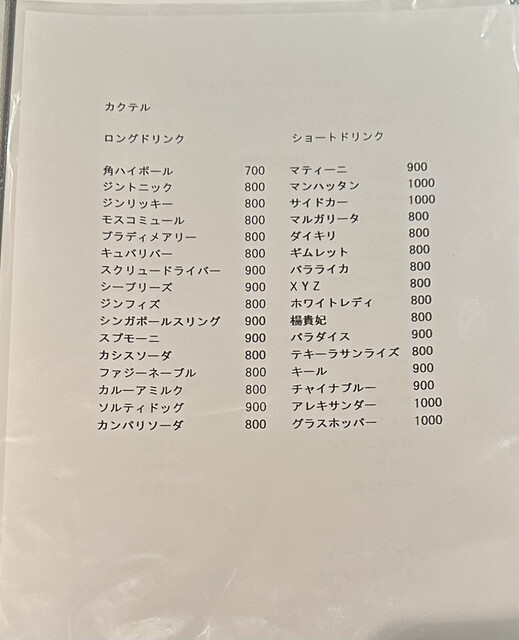 カクテル
ロングドリンク ショートドリンク
角ハイボール 700 マティーニ 900
ジントニック 800 マンハッタン 1000
ジンリッキー 800 サイドカー 1000
モスコミュール 800 マルガリータ 800
ブラディメアリー 800 ダイキリ 800
キュバリバー 800 ギムレット 800
スクリュードライバー 900 バラライカ 800
シーブリーズ 900 ＸＹＺ 800
ジンフィズ 800 ホワイトレディ 800
シンガポールスリング 900 楊貴妃 800
スプモーニ 900 パラダイス 900
カシスソーダ 800 テキーラサンライズ 800
ファジーネーブル 800 キール 900
カルーアミルク 800 チャイナブルー 900
ソルティドッグ 900 アレキサンダー 1000
カンパリソーダ 800 グラスホッパー 1000